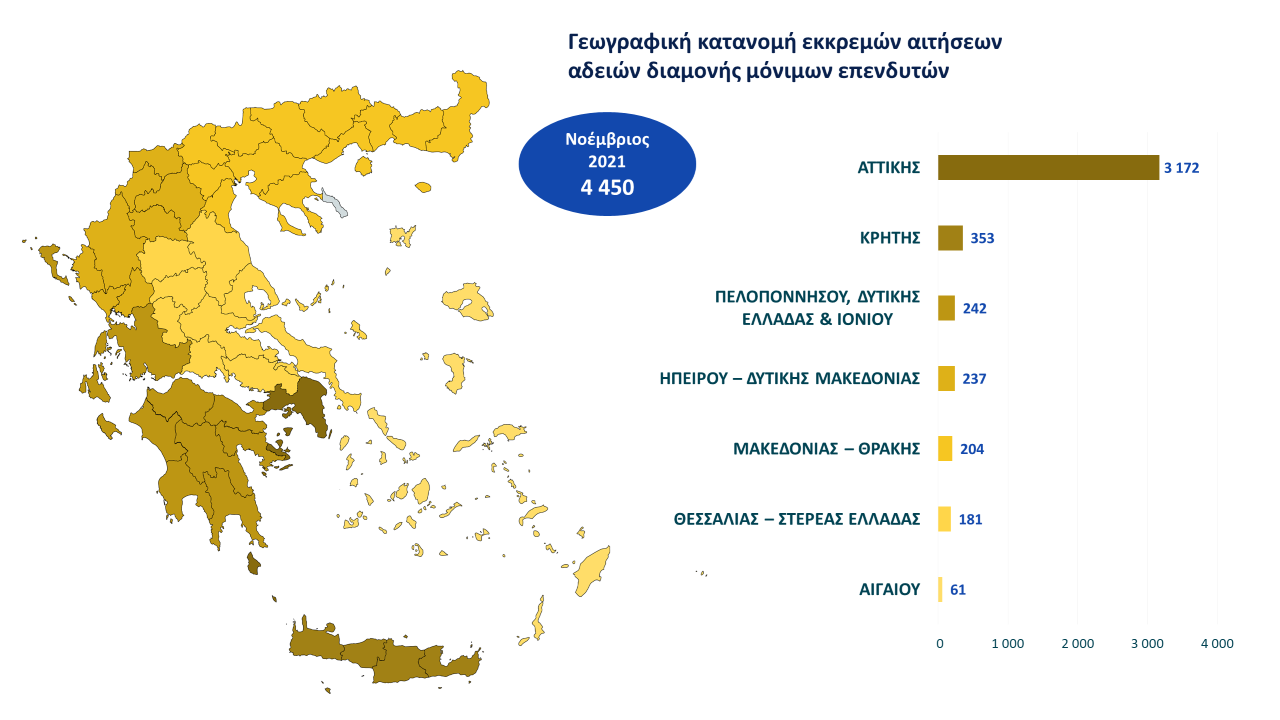 Γεωγραφική κατανομή εκκρεμών αιτήσεων
αδειών διαμονής μόνιμων επενδυτών
Νοέμβριος
2021
4 450
ΑΤΤΙΚΗΣ
3 172
ΚΡΗΤΗΣ
353
ΠΕΛΟΠΟΝΝΗΣΟΥ, ΔΥΤΙΚΗΣ
ΕΛΛΑΔΑΣ & ΙΟΝΙΟΥ
242
ΗΠΕΙΡΟΥ – ΔΥΤΙΚΗΣ ΜΑΚΕΔΟΝΙΑΣ
237
ΜΑΚΕΔΟΝΙΑΣ – ΘΡΑΚΗΣ
204
ΘΕΣΣΑΛΙΑΣ – ΣΤΕΡΕΑΣ ΕΛΛΑΔΑΣ
181
ΑΙΓΑΙΟΥ
61
0
1 000
2 000
3 000
4 000